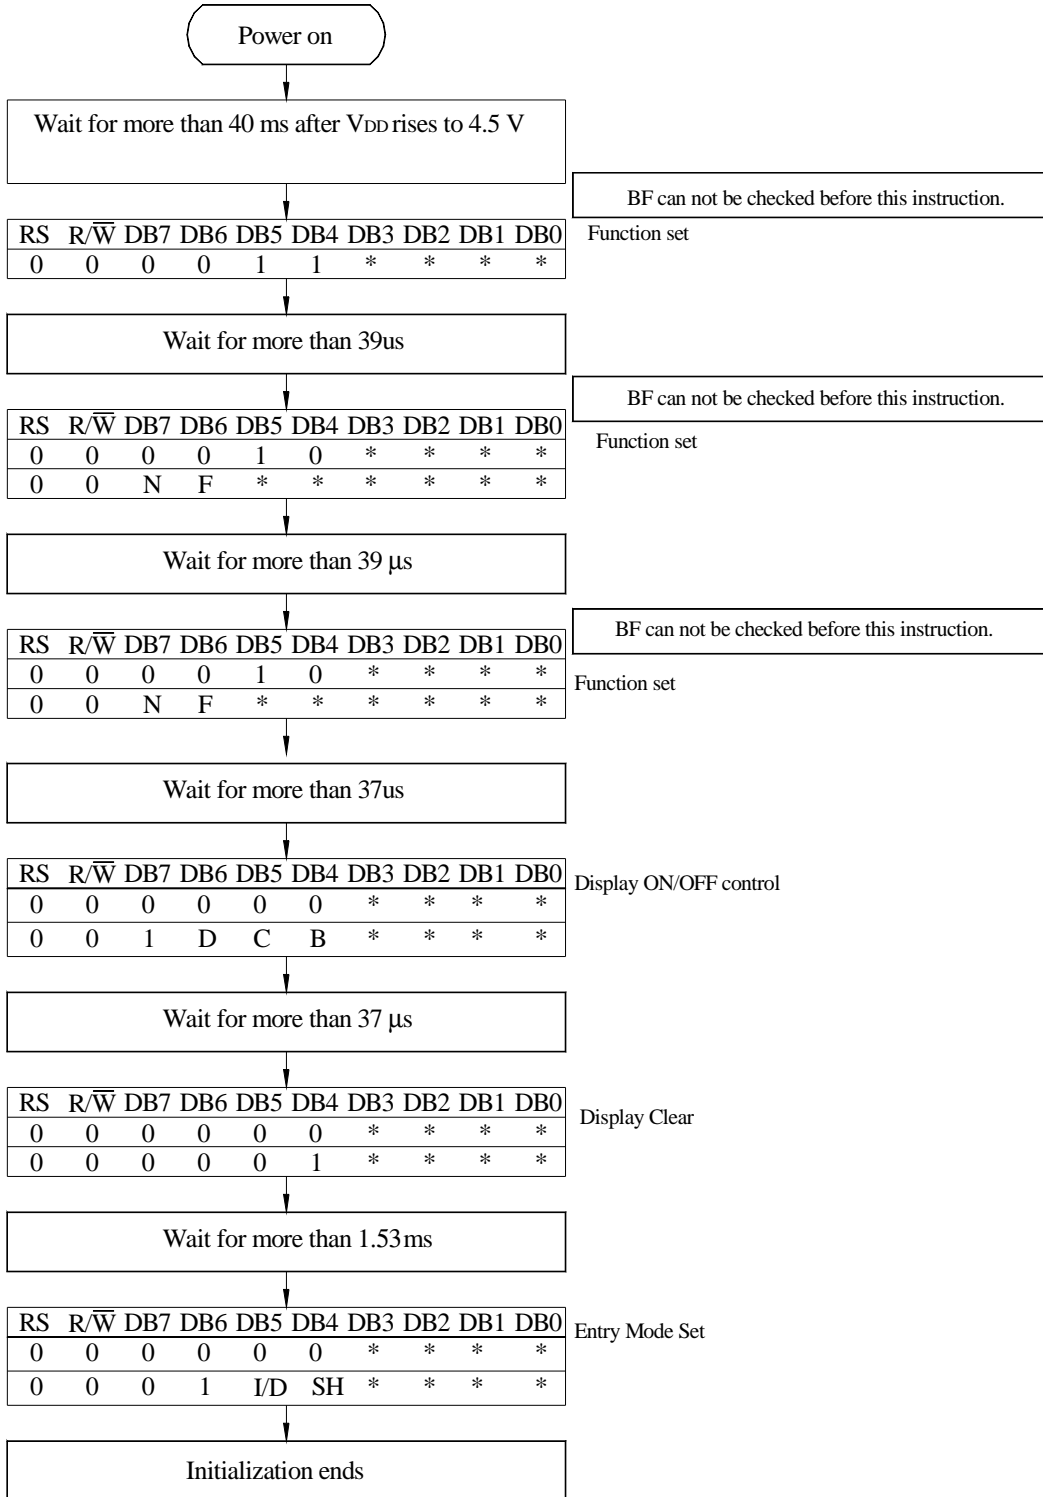 Power on
Wait for more than 40 ms after VDD rises to 4.5 V
BF can not be checked before this instruction.
RS R/W̅ DB7 DB6 DB5 DB4 DB3 DB2 DB1 DB0
Function set
0 0 0 0 1 1 * * * *
Wait for more than 39us
BF can not be checked before this instruction.
RS R/W̅ DB7 DB6 DB5 DB4 DB3 DB2 DB1 DB0
Function set
0 0 0 0 1 0 * * * *
0 0 N F * * * * * *
Wait for more than 39 μs
BF can not be checked before this instruction.
RS R/W̅ DB7 DB6 DB5 DB4 DB3 DB2 DB1 DB0
0 0 0 0 1 0 * * * *
Function set
0 0 N F * * * * * *
Wait for more than 37us
RS R/W̅ DB7 DB6 DB5 DB4 DB3 DB2 DB1 DB0
Display ON/OFF control
0 0 0 0 0 0 * * * *
0 0 1 D C B * * * *
Wait for more than 37 μs
RS R/W̅ DB7 DB6 DB5 DB4 DB3 DB2 DB1 DB0
Display Clear
0 0 0 0 0 0 * * * *
0 0 0 0 0 1 * * * *
Wait for more than 1.53ms
RS R/W̅ DB7 DB6 DB5 DB4 DB3 DB2 DB1 DB0
Entry Mode Set
0 0 0 0 0 0 * * * *
0 0 0 1 I/D SH * * * *
Initialization ends